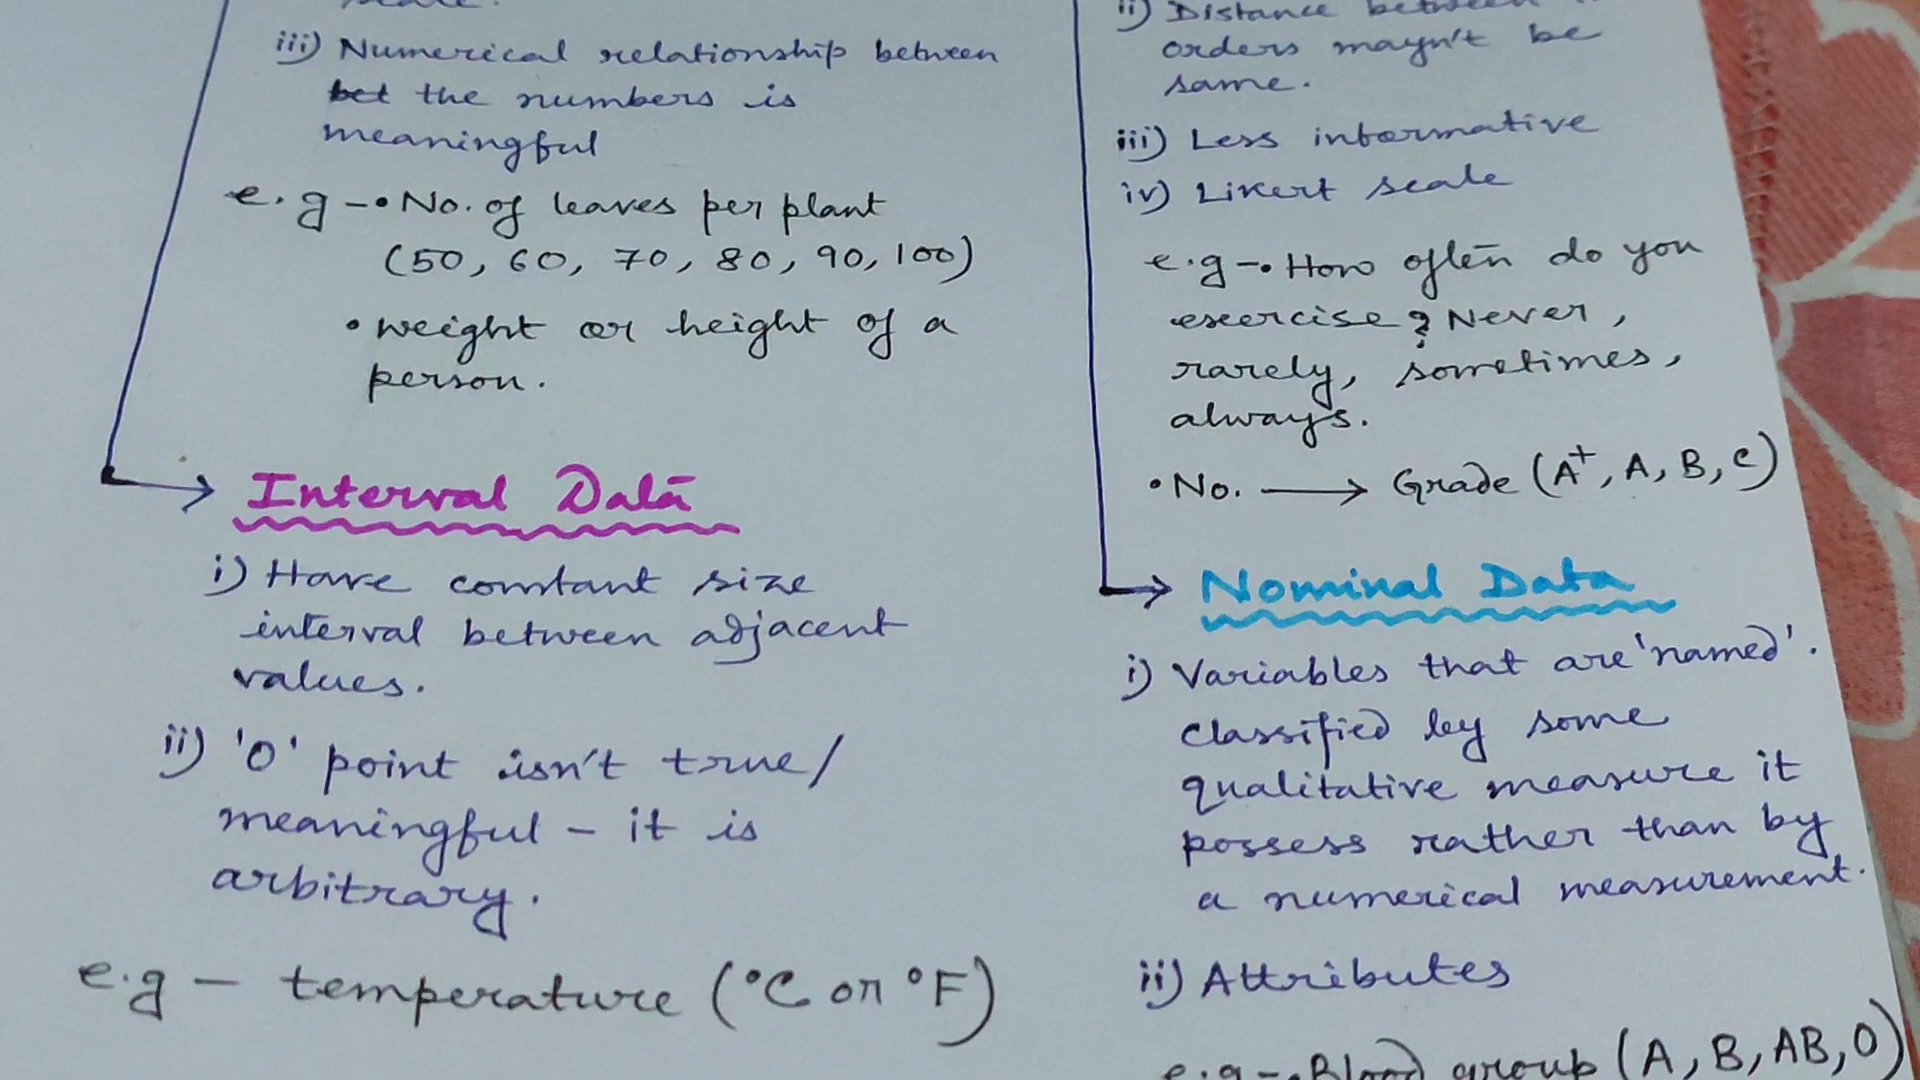 scale.
iii) Numerical relationship between
bet the numbers is
meaningful
e.g -• No. of leaves per plant
(50, 60, 70, 80, 90, 100)
• weight or height of a
person.
Interval Data
i) Have constant size
interval between adjacent
values.
ii) 'O' point isn't true/
meaningful - it is
arbitrary.
e.g - temperature (°C or °F)
ii) Distance between
orders mayn't be
same.
iii) Less informative
iv) Likert scale
e.g -• How often do you
exercise? Never,
rarely, sometimes,
always.
• No. → Grade (A+, A, B, C)
Nominal Data
i) Variables that are 'named'.
classified by some
qualitative measure it
possess rather than by
a numerical measurement.
ii) Attributes
e.g -• Blood group (A, B, AB, O)